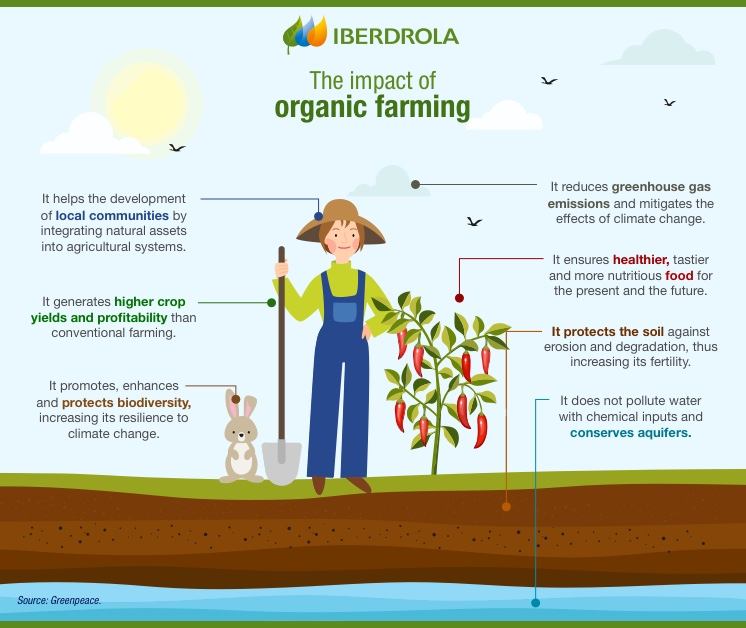 IBERDROLA
The impact of
organic farming
It helps the development
of local communities by
integrating natural assets
into agricultural systems.
It generates higher crop
yields and profitability than
conventional farming.
It promotes, enhances
and protects biodiversity,
increasing its resilience to
climate change.
It reduces greenhouse gas
emissions and mitigates the
effects of climate change.
It ensures healthier, tastier
and more nutritious food for
the present and the future.
It protects the soil against
erosion and degradation, thus
increasing its fertility.
It does not pollute water
with chemical inputs and
conserves aquifers.
Source: Greenpeace.